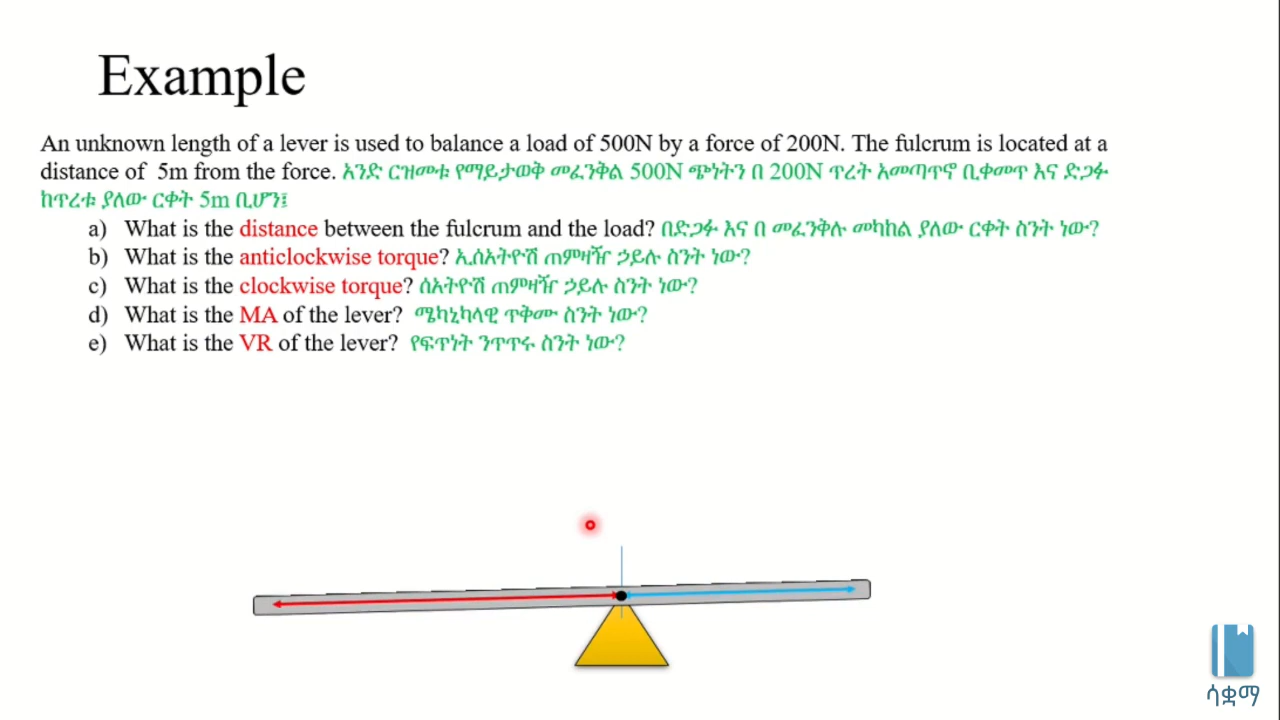 Example
An unknown length of a lever is used to balance a load of 500N by a force of 200N. The fulcrum is located at a
distance of 5m from the force. አንድ ርዝመቱ የማይታወቅ መፈንቅል 500N ጭነትን በ 200N ጥረት አመጣጥኖ ቢቀመጥ እና ድጋፉ
ከጥረቱ ያለው ርቀት 5m ቢሆን፤
a) What is the distance between the fulcrum and the load? በድጋፉ እና በ መፈንቅሉ መካከል ያለው ርቀት ስንት ነው?
b) What is the anticlockwise torque? ኢሰአትዮሽ ጠምዛዥ ኃይሉ ስንት ነው?
c) What is the clockwise torque? ሰአትዮሽ ጠምዛዥ ኃይሉ ስንት ነው?
d) What is the MA of the lever? ሜካኒካላዊ ጥቅሙ ስንት ነው?
e) What is the VR of the lever? የፍጥነት ንጥጥሩ ስንት ነው?
ሳቋማ